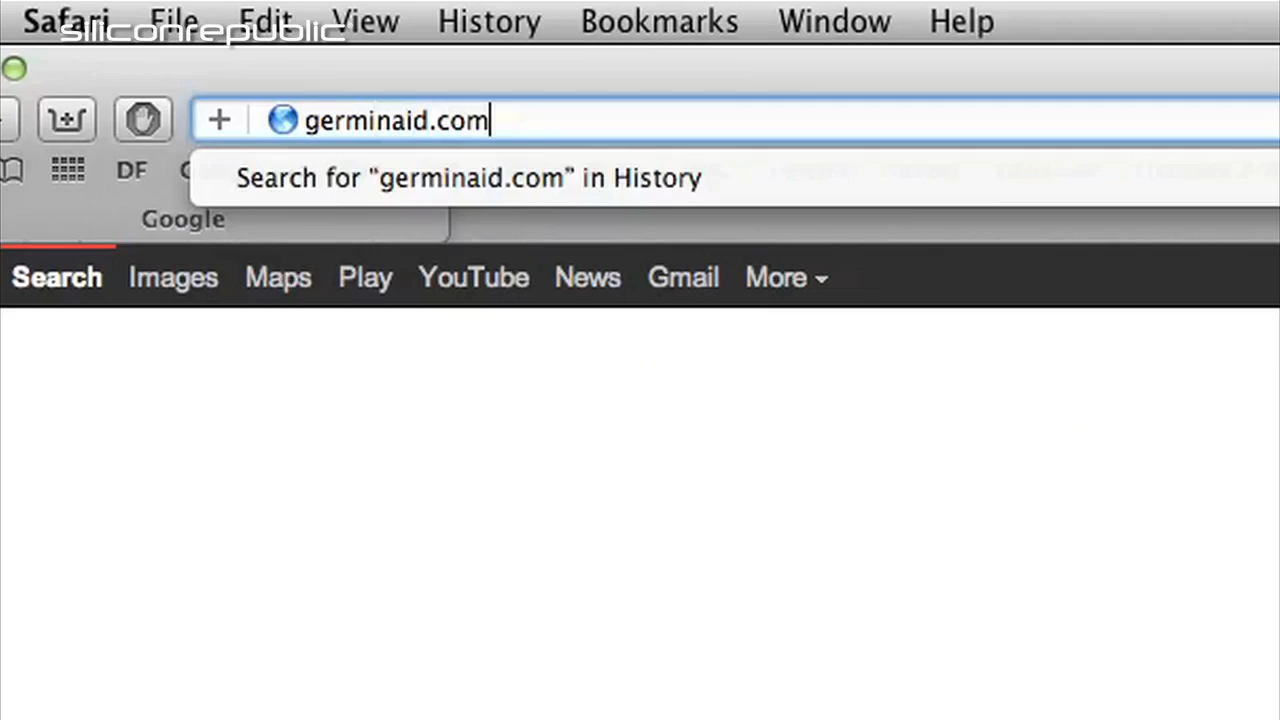 Safari File Edit View History Bookmarks Window Help
siliconrepublic
germinaid.com
DF
Search for "germinaid.com" in History
Google
Search Images Maps Play YouTube News Gmail More